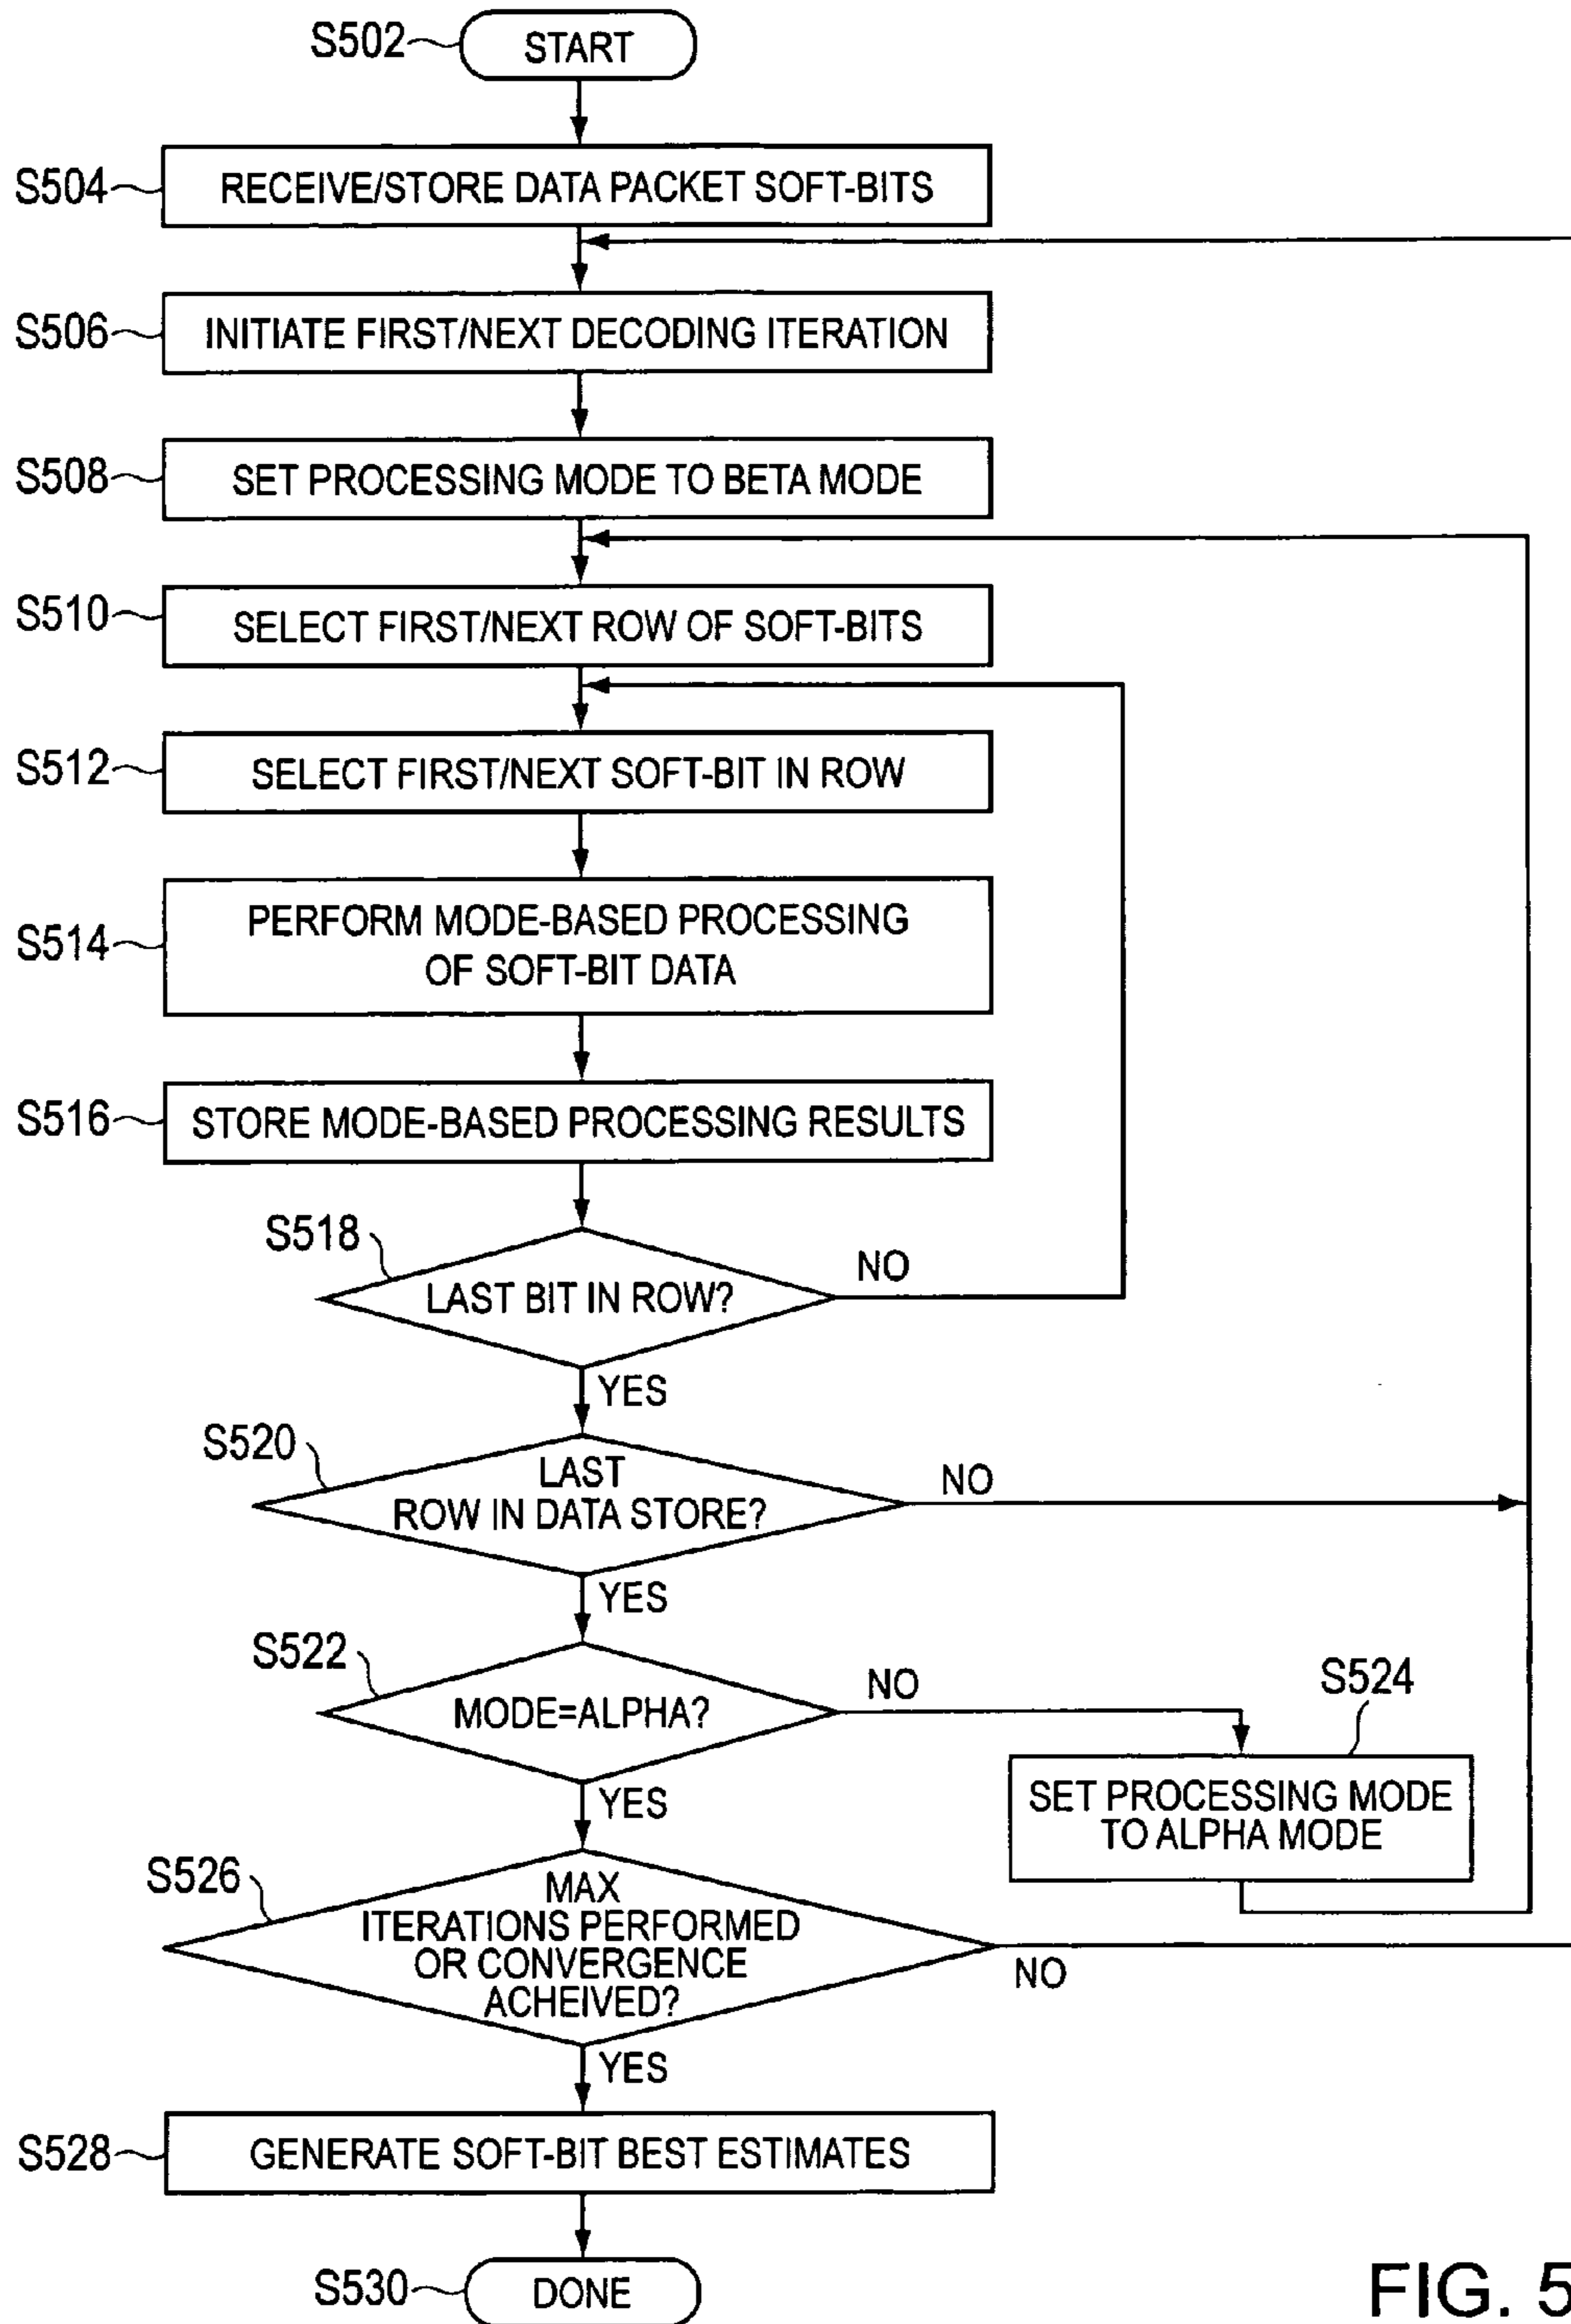 S502
START
S504
RECEIVE/STORE DATA PACKET SOFT-BITS
S506
INITIATE FIRST/NEXT DECODING ITERATION
S508
SET PROCESSING MODE TO BETA MODE
S510
SELECT FIRST/NEXT ROW OF SOFT-BITS
S512
SELECT FIRST/NEXT SOFT-BIT IN ROW
S514
PERFORM MODE-BASED PROCESSING
OF SOFT-BIT DATA
S516
STORE MODE-BASED PROCESSING RESULTS
S518
LAST BIT IN ROW?
NO
YES
S520
LAST
ROW IN DATA STORE?
NO
YES
S522
MODE=ALPHA?
NO
YES
S524
SET PROCESSING MODE
TO ALPHA MODE
S526
MAX
ITERATIONS PERFORMED
OR CONVERGENCE
ACHEIVED?
NO
YES
S528
GENERATE SOFT-BIT BEST ESTIMATES
S530
DONE
FIG. 5